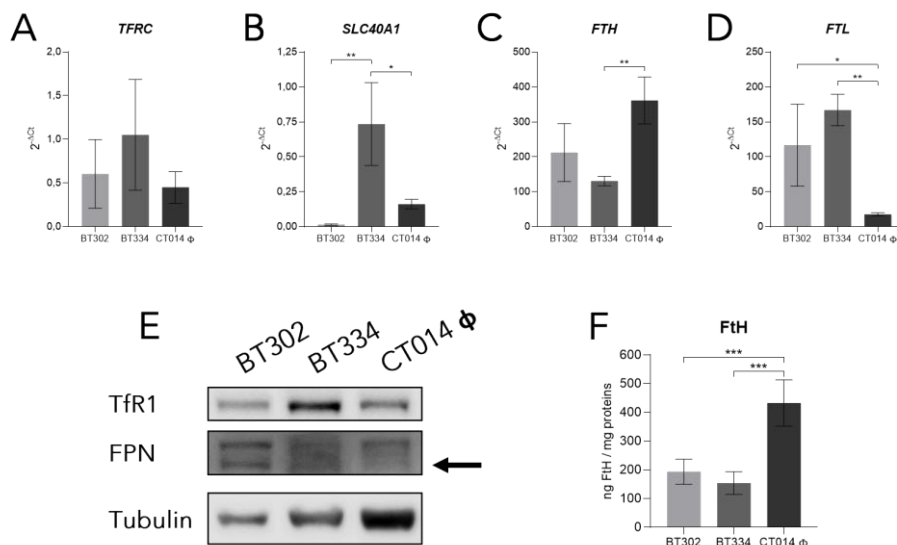 A
TFRC
2^-ΔCt
2,0
1,5
1,0
0,5
0,0
BT302 BT334 CT014 ϕ
B
SLC40A1
2^-ΔCt
1,25
1,00
0,75
0,50
0,25
0,00
** *
BT302 BT334 CT014 ϕ
C
FTH
2^-ΔCt
500
400
300
200
100
0
**
BT302 BT334 CT014 ϕ
D
FTL
2^-ΔCt
250
200
150
100
50
0
*
**
BT302 BT334 CT014 ϕ
E
BT302 BT334 CT014 ϕ
TfR1
FPN
Tubulin
F
FtH
ng FtH / mg proteins
600
500
400
300
200
100
0
***
***
BT302 BT334 CT014 ϕ